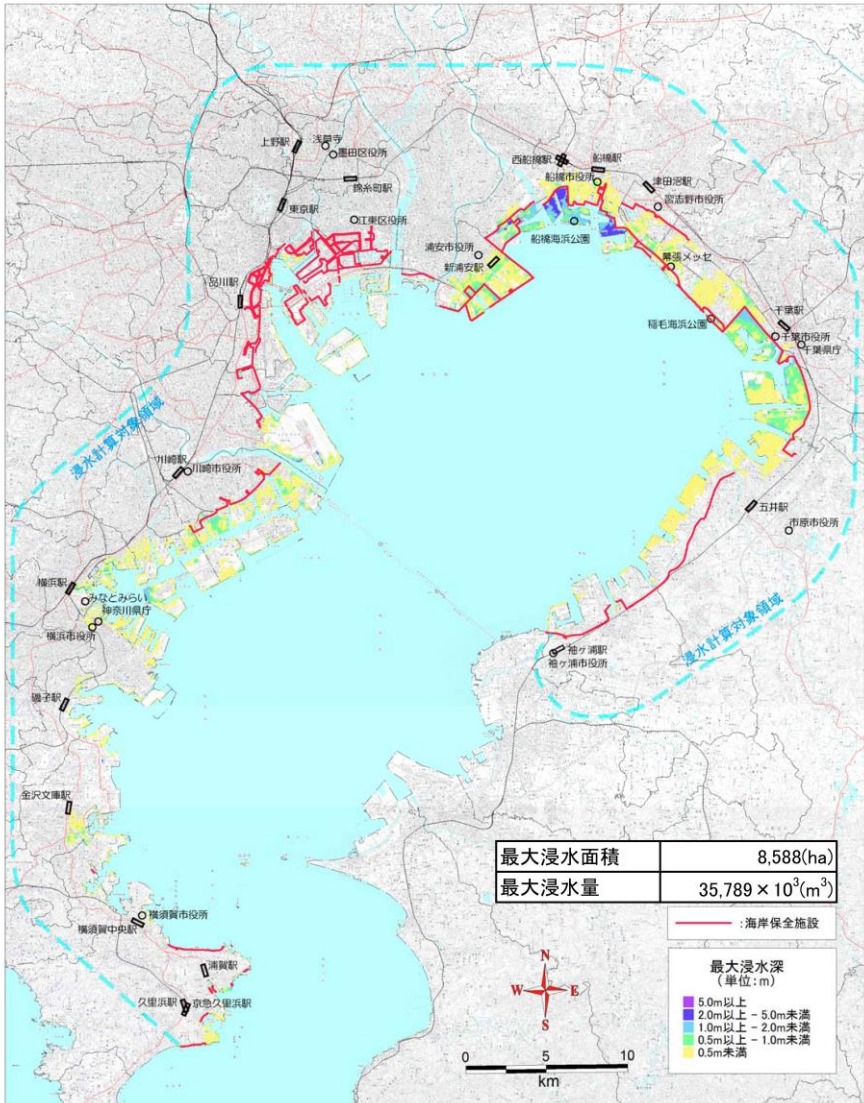 浅草寺
上野駅
墨田区役所
錦糸町駅
東京駅
江東区役所
品川駅
西船橋駅
船橋駅
船橋市役所
津田沼駅
習志野市役所
船橋海浜公園
浦安市役所
新浦安駅
幕張メッセ
稲毛海浜公園
千葉駅
千葉市役所
千葉県庁
浸水計算対象領域
川崎駅
川崎市役所
五井駅
市原市役所
横浜駅
みなとみらい
神奈川県庁
横浜市役所
浸水計算対象領域
袖ヶ浦駅
袖ヶ浦市役所
磯子駅
金沢文庫駅
最大浸水面積 8,588(ha)
最大浸水量 35,789×10³(m³)
:海岸保全施設
横須賀市役所
横須賀中央駅
浦賀駅
久里浜駅
京急久里浜駅
N
W E
S
0 5 10
km
最大浸水深
(単位:m)
5.0m以上
2.0m以上 - 5.0m未満
1.0m以上 - 2.0m未満
0.5m以上 - 1.0m未満
0.5m未満